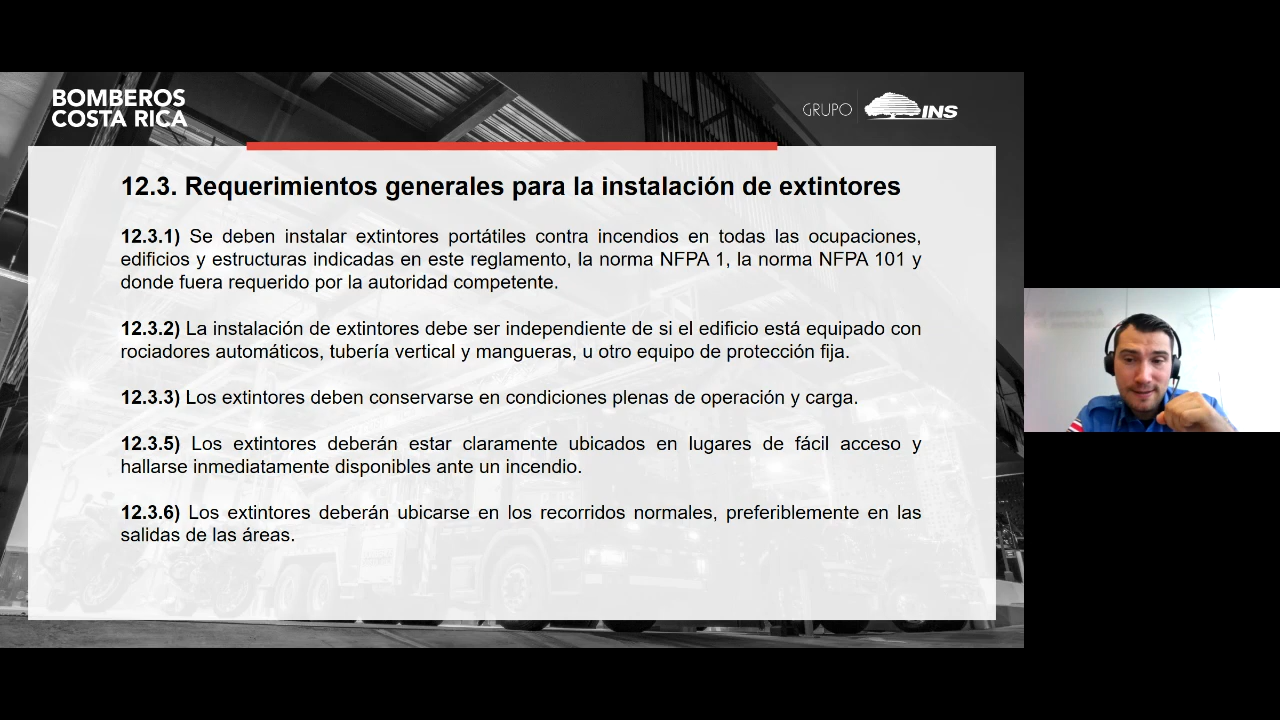 BOMBEROS
COSTA RICA
GRUPO INS
12.3. Requerimientos generales para la instalación de extintores
12.3.1) Se deben instalar extintores portátiles contra incendios en todas las ocupaciones,
edificios y estructuras indicadas en este reglamento, la norma NFPA 1, la norma NFPA 101 y
donde fuera requerido por la autoridad competente.
12.3.2) La instalación de extintores debe ser independiente de si el edificio está equipado con
rociadores automáticos, tubería vertical y mangueras, u otro equipo de protección fija.
12.3.3) Los extintores deben conservarse en condiciones plenas de operación y carga.
12.3.5) Los extintores deberán estar claramente ubicados en lugares de fácil acceso y
hallarse inmediatamente disponibles ante un incendio.
12.3.6) Los extintores deberán ubicarse en los recorridos normales, preferiblemente en las
salidas de las áreas.